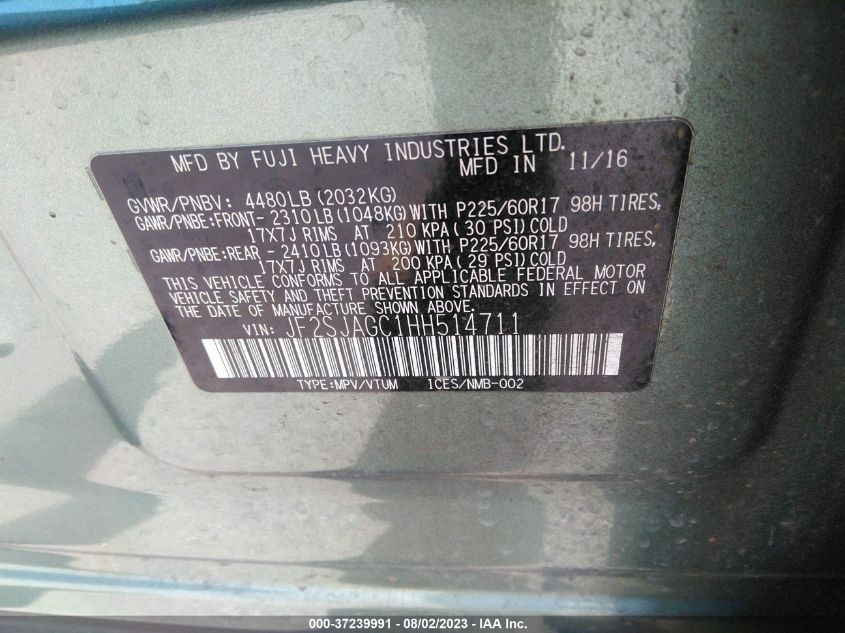 MFD BY FUJI HEAVY INDUSTRIES LTD.
MFD IN 11/16
GVWR/PNBV: 4480LB (2032KG)
GAWR/PNBE:FRONT- 2310LB (1048KG) WITH P225/60R17 98H TIRES,
17X7J RIMS AT 210 KPA ( 30 PSI) COLD
GAWR/PNBE:REAR - 2410LB (1093KG) WITH P225/60R17 98H TIRES,
17X7J RIMS AT 200 KPA ( 29 PSI) COLD
THIS VEHICLE CONFORMS TO ALL APPLICABLE FEDERAL MOTOR
VEHICLE SAFETY AND THEFT PREVENTION STANDARDS IN EFFECT ON
THE DATE OF MANUFACTURE SHOWN ABOVE.
VIN: JF2SJAGC1HH514711
TYPE:MPV/VTUM ICES/NMB-002
000-37239991 - 08/02/2023 - IAA Inc.